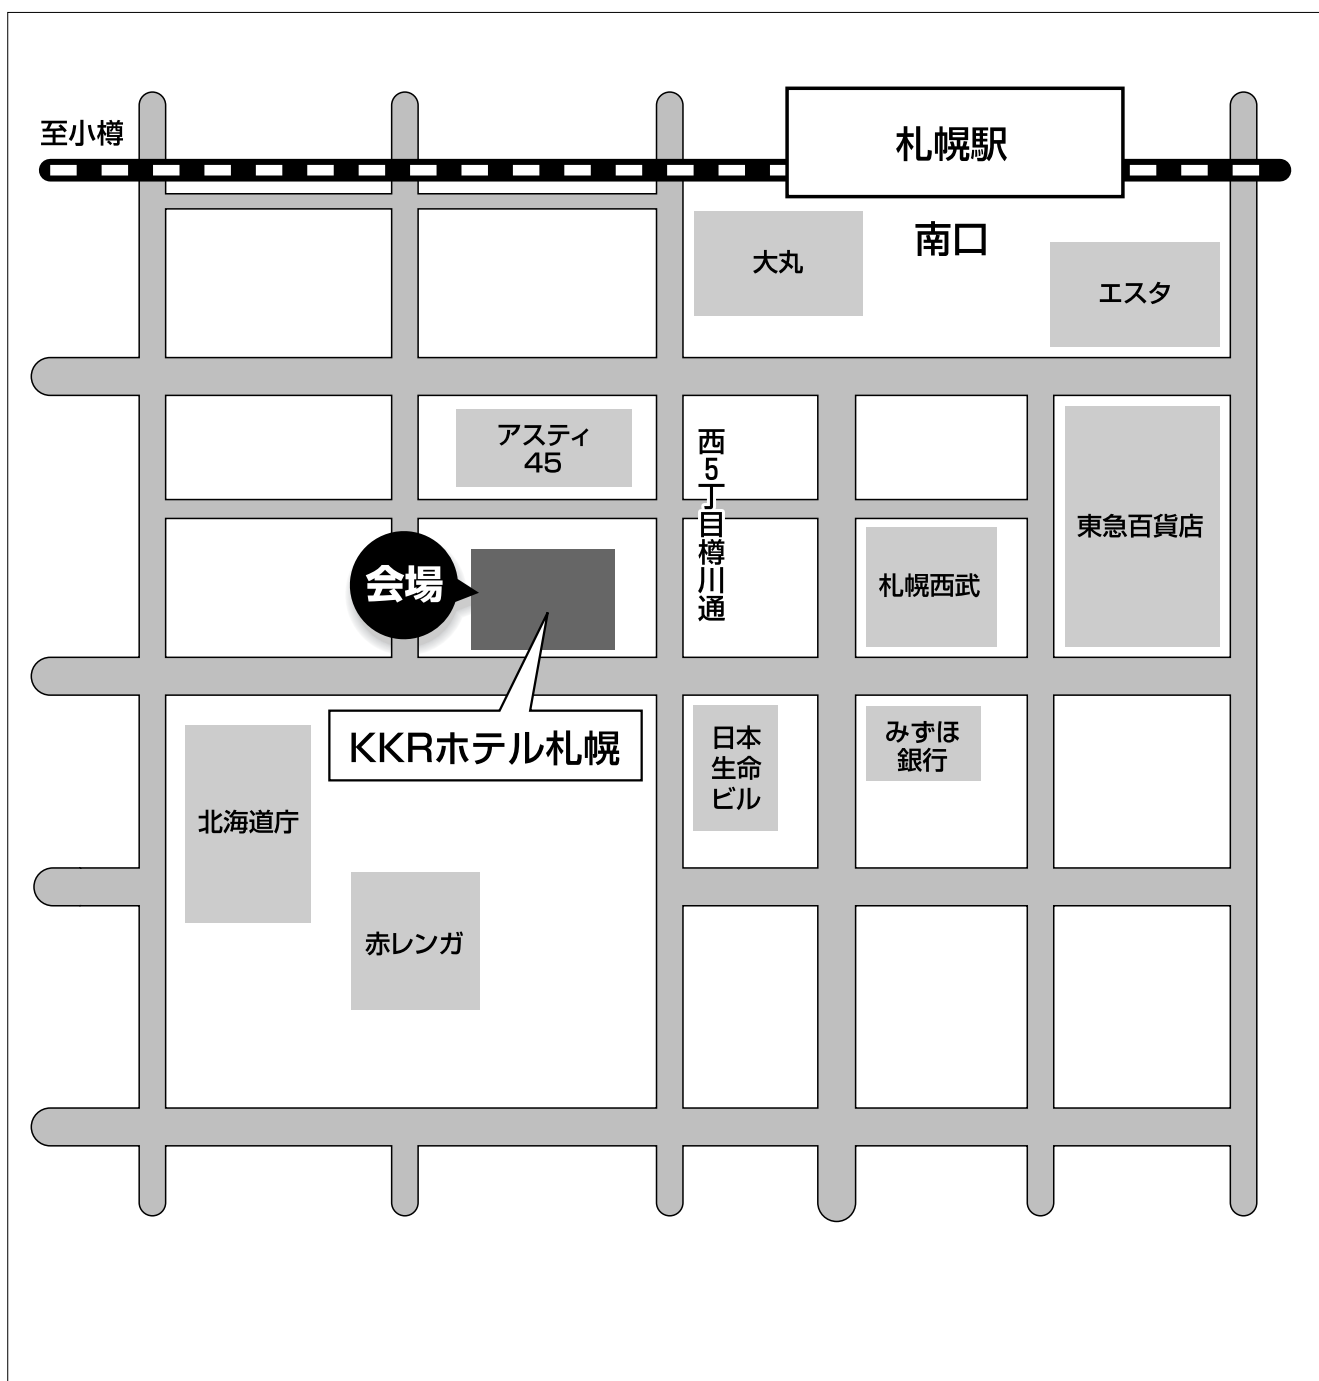 至小樽
札幌駅
南口
大丸
エスタ
アスティ
45
西5丁目樽川通
東急百貨店
会場
札幌西武
KKRホテル札幌
日本
生命
ビル
みずほ
銀行
北海道庁
赤レンガ